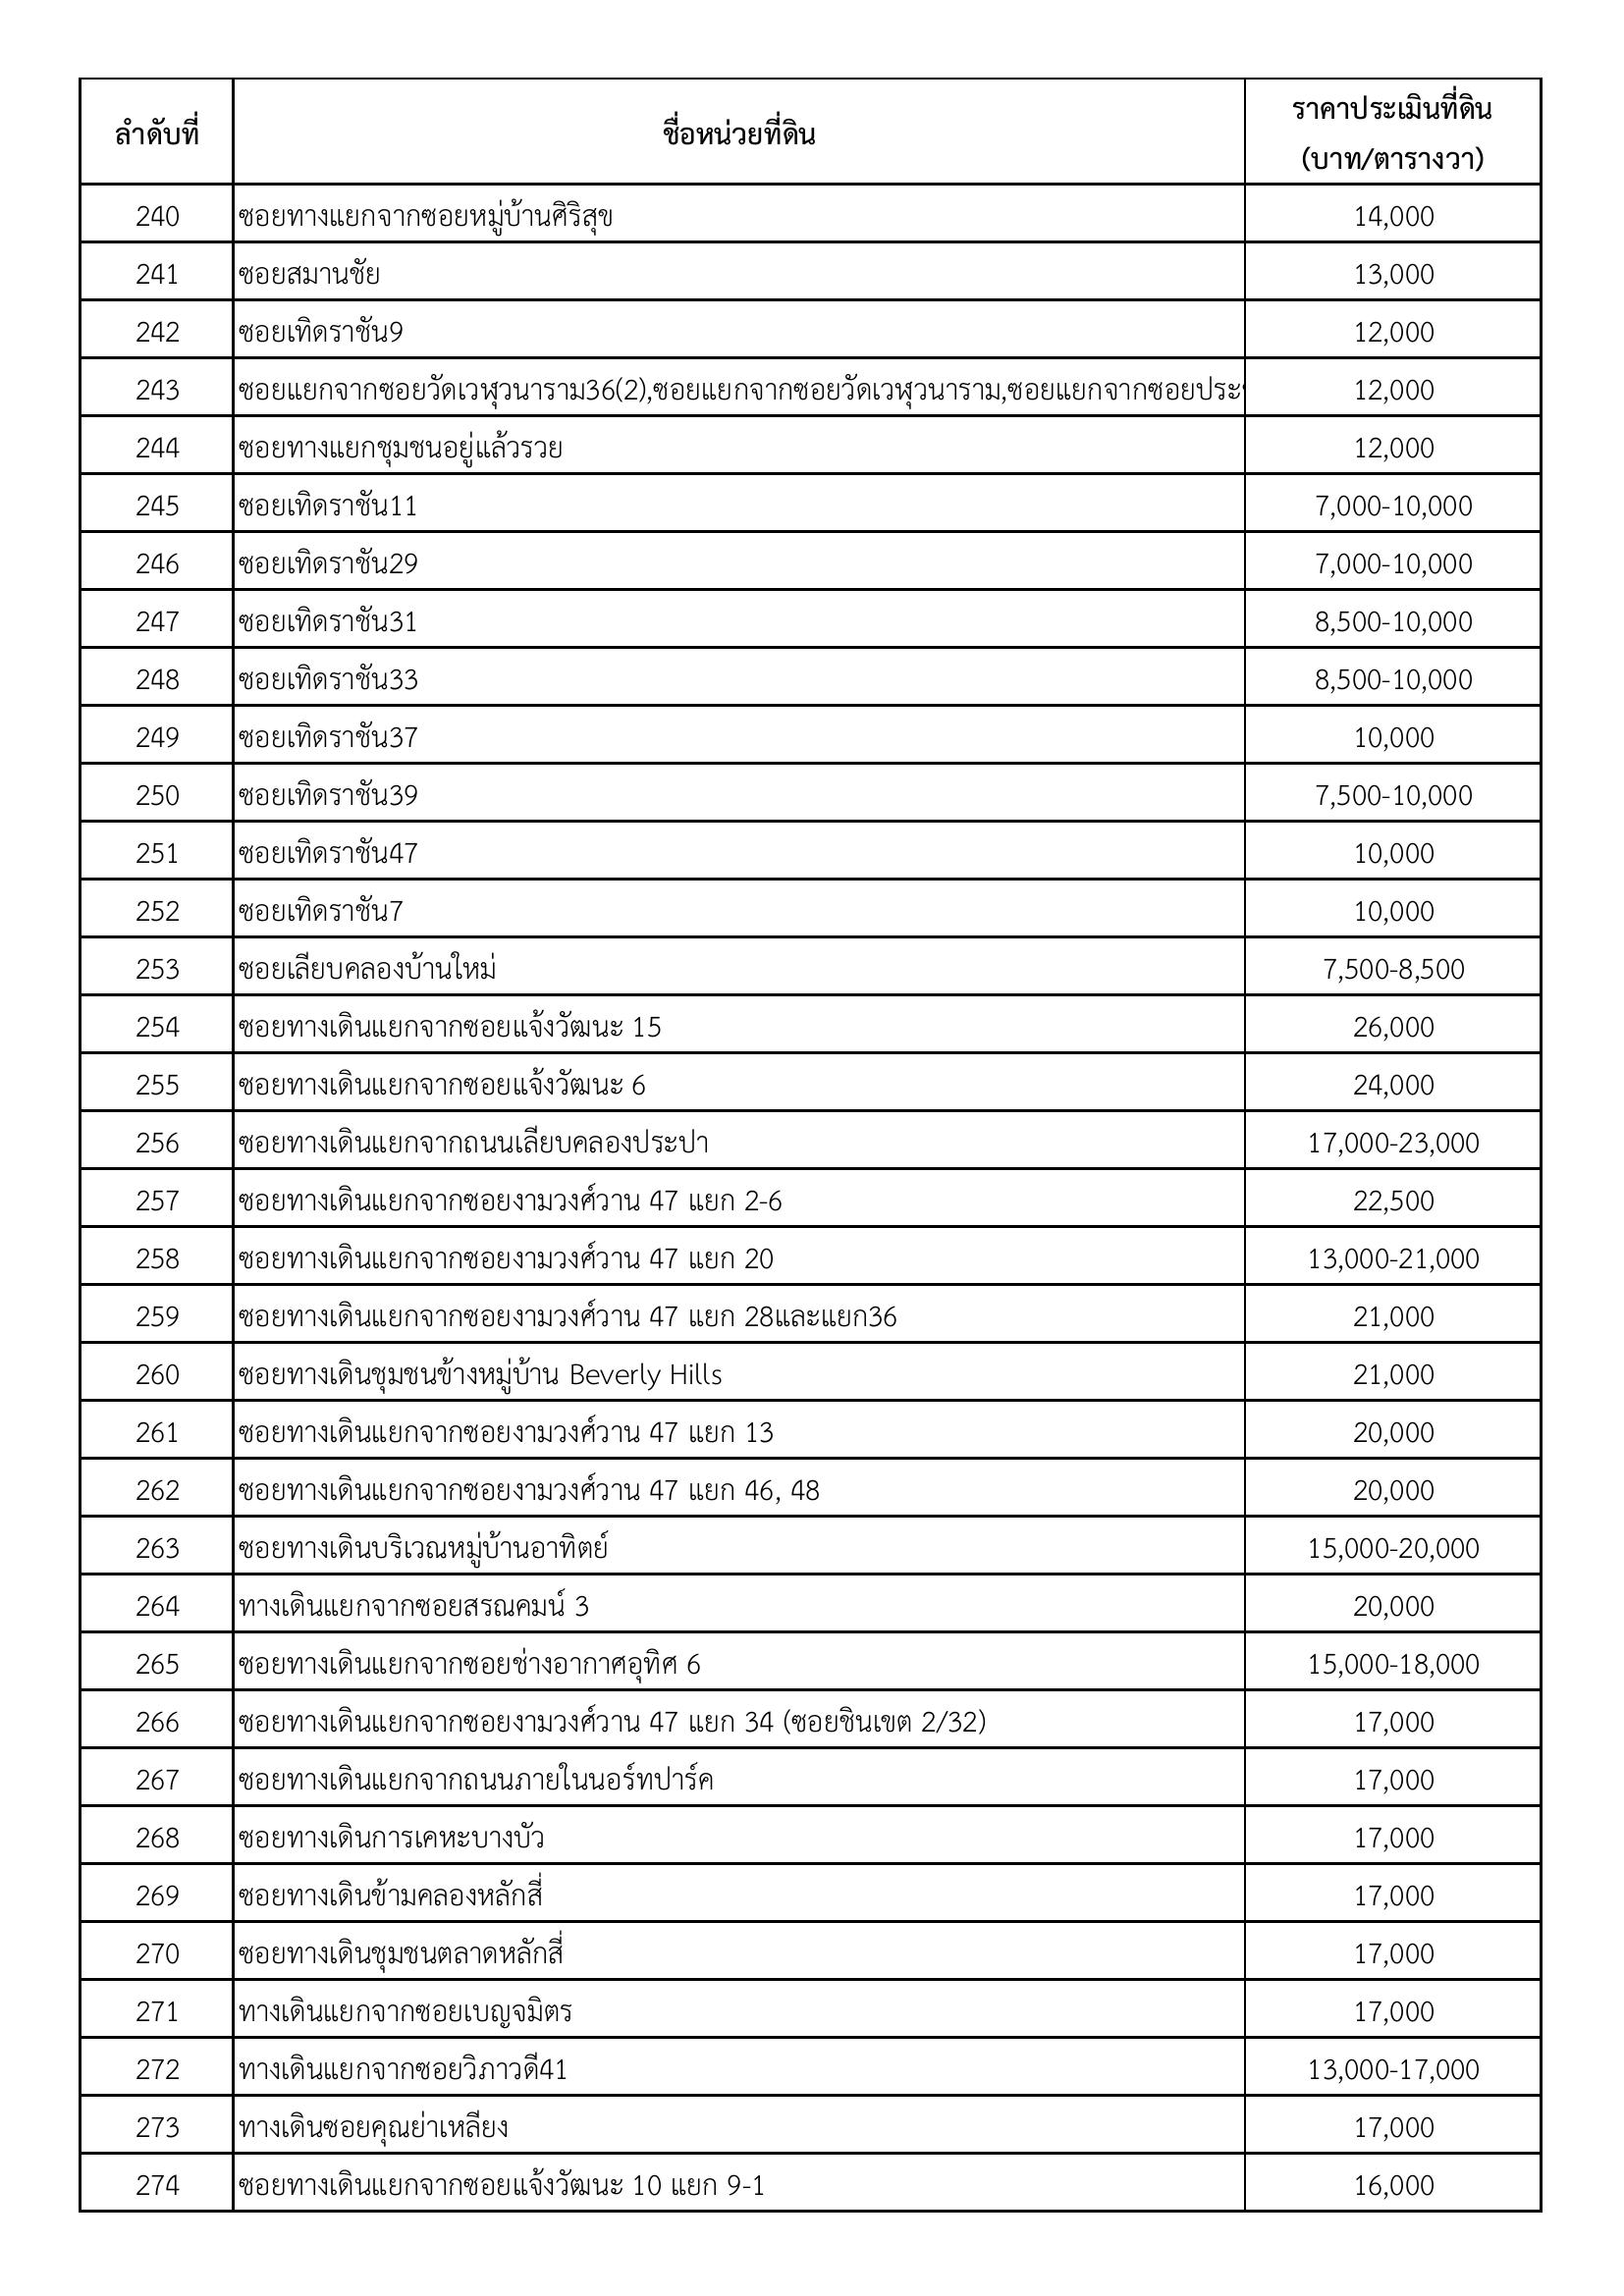 ลำดับที่ ชื่อหน่วยที่ดิน ราคาประเมินที่ดิน
(บาท/ตารางวา)
240 ซอยทางแยกจากซอยหมู่บ้านศิริสุข 14,000
241 ซอยสมานชัย 13,000
242 ซอยเทิดราชัน9 12,000
243 ซอยแยกจากซอยวัดเวฬุวนาราม36(2),ซอยแยกจากซอยวัดเวฬุวนาราม,ซอยแยกจากซอยประ 12,000
244 ซอยทางแยกชุมชนอยู่แล้วรวย 12,000
245 ซอยเทิดราชัน11 7,000-10,000
246 ซอยเทิดราชัน29 7,000-10,000
247 ซอยเทิดราชัน31 8,500-10,000
248 ซอยเทิดราชัน33 8,500-10,000
249 ซอยเทิดราชัน37 10,000
250 ซอยเทิดราชัน39 7,500-10,000
251 ซอยเทิดราชัน47 10,000
252 ซอยเทิดราชัน7 10,000
253 ซอยเลียบคลองบ้านใหม่ 7,500-8,500
254 ซอยทางเดินแยกจากซอยแจ้งวัฒนะ 15 26,000
255 ซอยทางเดินแยกจากซอยแจ้งวัฒนะ 6 24,000
256 ซอยทางเดินแยกจากถนนเลียบคลองประปา 17,000-23,000
257 ซอยทางเดินแยกจากซอยงามวงศ์วาน 47 แยก 2-6 22,500
258 ซอยทางเดินแยกจากซอยงามวงศ์วาน 47 แยก 20 13,000-21,000
259 ซอยทางเดินแยกจากซอยงามวงศ์วาน 47 แยก 28และแยก36 21,000
260 ซอยทางเดินชุมชนข้างหมู่บ้าน Beverly Hills 21,000
261 ซอยทางเดินแยกจากซอยงามวงศ์วาน 47 แยก 13 20,000
262 ซอยทางเดินแยกจากซอยงามวงศ์วาน 47 แยก 46, 48 20,000
263 ซอยทางเดินบริเวณหมู่บ้านอาทิตย์ 15,000-20,000
264 ทางเดินแยกจากซอยสรณคมน์ 3 20,000
265 ซอยทางเดินแยกจากซอยช่างอากาศอุทิศ 6 15,000-18,000
266 ซอยทางเดินแยกจากซอยงามวงศ์วาน 47 แยก 34 (ซอยชินเขต 2/32) 17,000
267 ซอยทางเดินแยกจากถนนภายในนอร์ทปาร์ค 17,000
268 ซอยทางเดินการเคหะบางบัว 17,000
269 ซอยทางเดินข้ามคลองหลักสี่ 17,000
270 ซอยทางเดินชุมชนตลาดหลักสี่ 17,000
271 ทางเดินแยกจากซอยเบญจมิตร 17,000
272 ทางเดินแยกจากซอยวิภาวดี41 13,000-17,000
273 ทางเดินซอยคุณย่าเหลียง 17,000
274 ซอยทางเดินแยกจากซอยแจ้งวัฒนะ 10 แยก 9-1 16,000